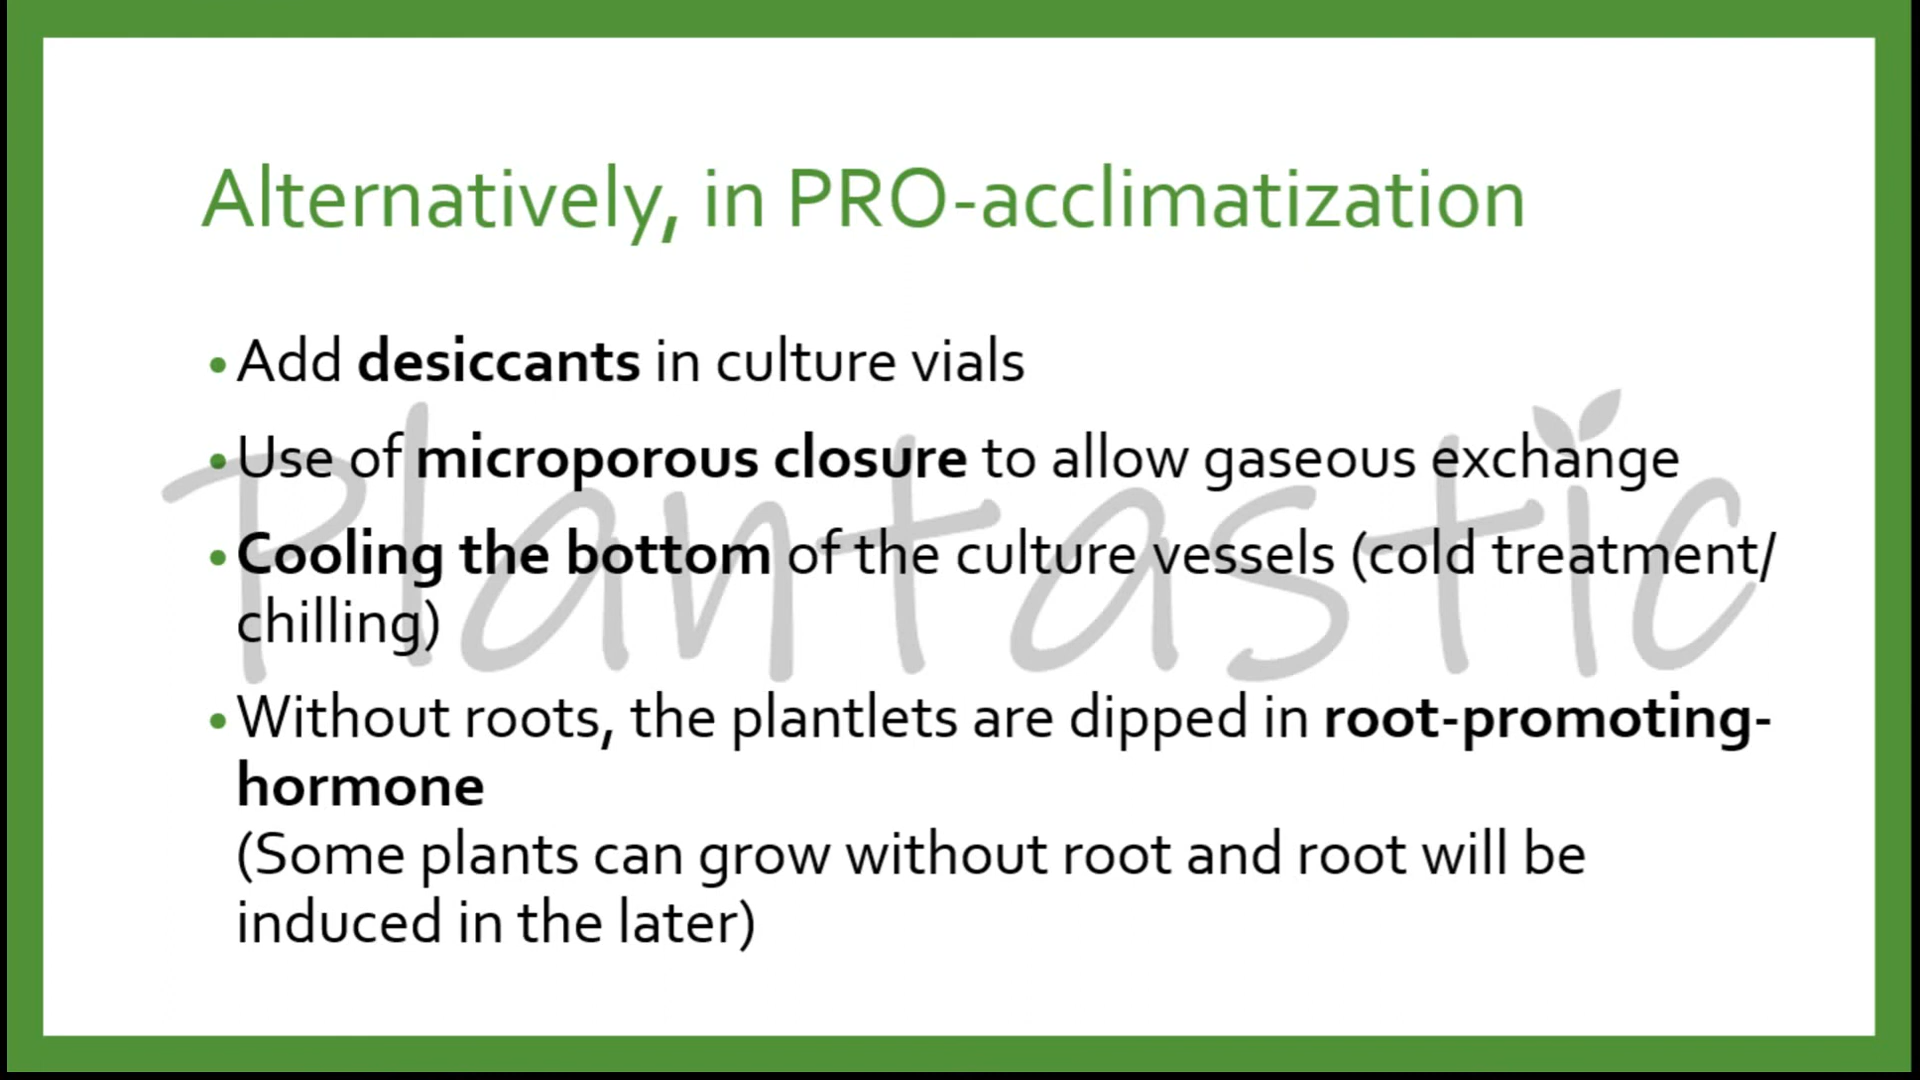 Alternatively, in PRO-acclimatization
•Add desiccants in culture vials
•Use of microporous closure to allow gaseous exchange
•Cooling the bottom of the culture vessels (cold treatment/
chilling)
•Without roots, the plantlets are dipped in root-promoting-
hormone
(Some plants can grow without root and root will be
induced in the later)
Plantastic